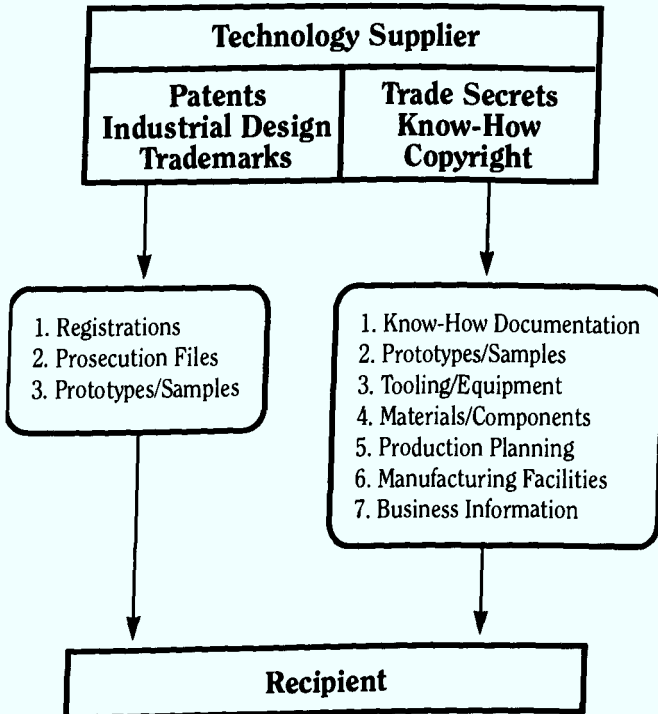 Technology Supplier
Patents
Industrial Design
Trademarks
Trade Secrets
Know-How
Copyright
1. Registrations
2. Prosecution Files
3. Prototypes/Samples
1. Know-How Documentation
2. Prototypes/Samples
3. Tooling/Equipment
4. Materials/Components
5. Production Planning
6. Manufacturing Facilities
7. Business Information
Recipient